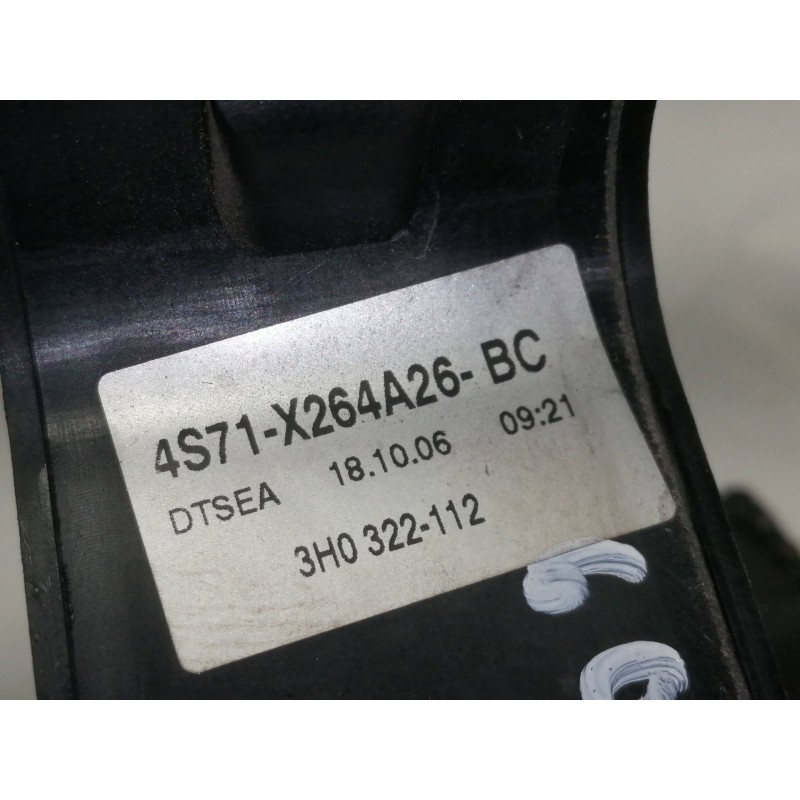 4S71-X264A26- BC
DTSEA 18.10.06 09:21
3H0 322-112